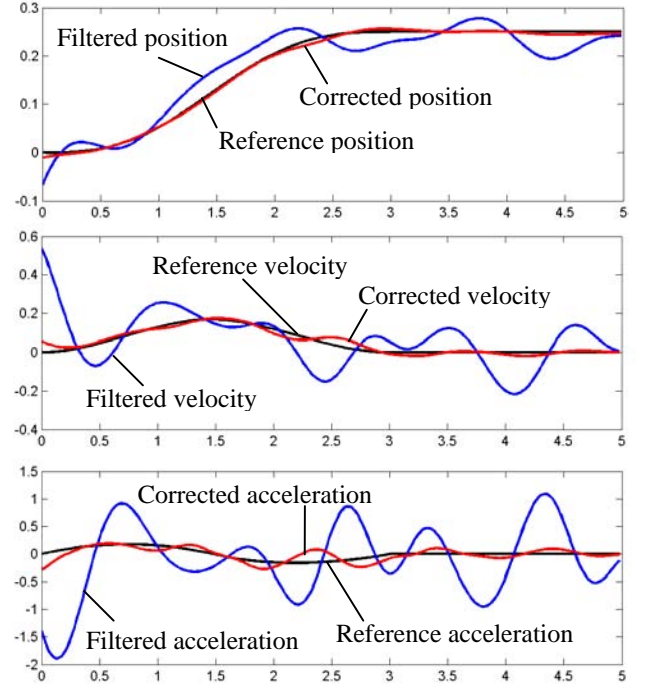 0.3
Filtered position
0.2
Corrected position
0.1
Reference position
0
-0.1
0 0.5 1 1.5 2 2.5 3 3.5 4 4.5 5
0.6
Reference velocity
0.4
Corrected velocity
0.2
0
Filtered velocity
-0.2
-0.4
0 0.5 1 1.5 2 2.5 3 3.5 4 4.5 5
1.5
Corrected acceleration
1
0.5
0
-0.5
-1
Reference acceleration
Filtered acceleration
-1.5
-2
0 0.5 1 1.5 2 2.5 3 3.5 4 4.5 5